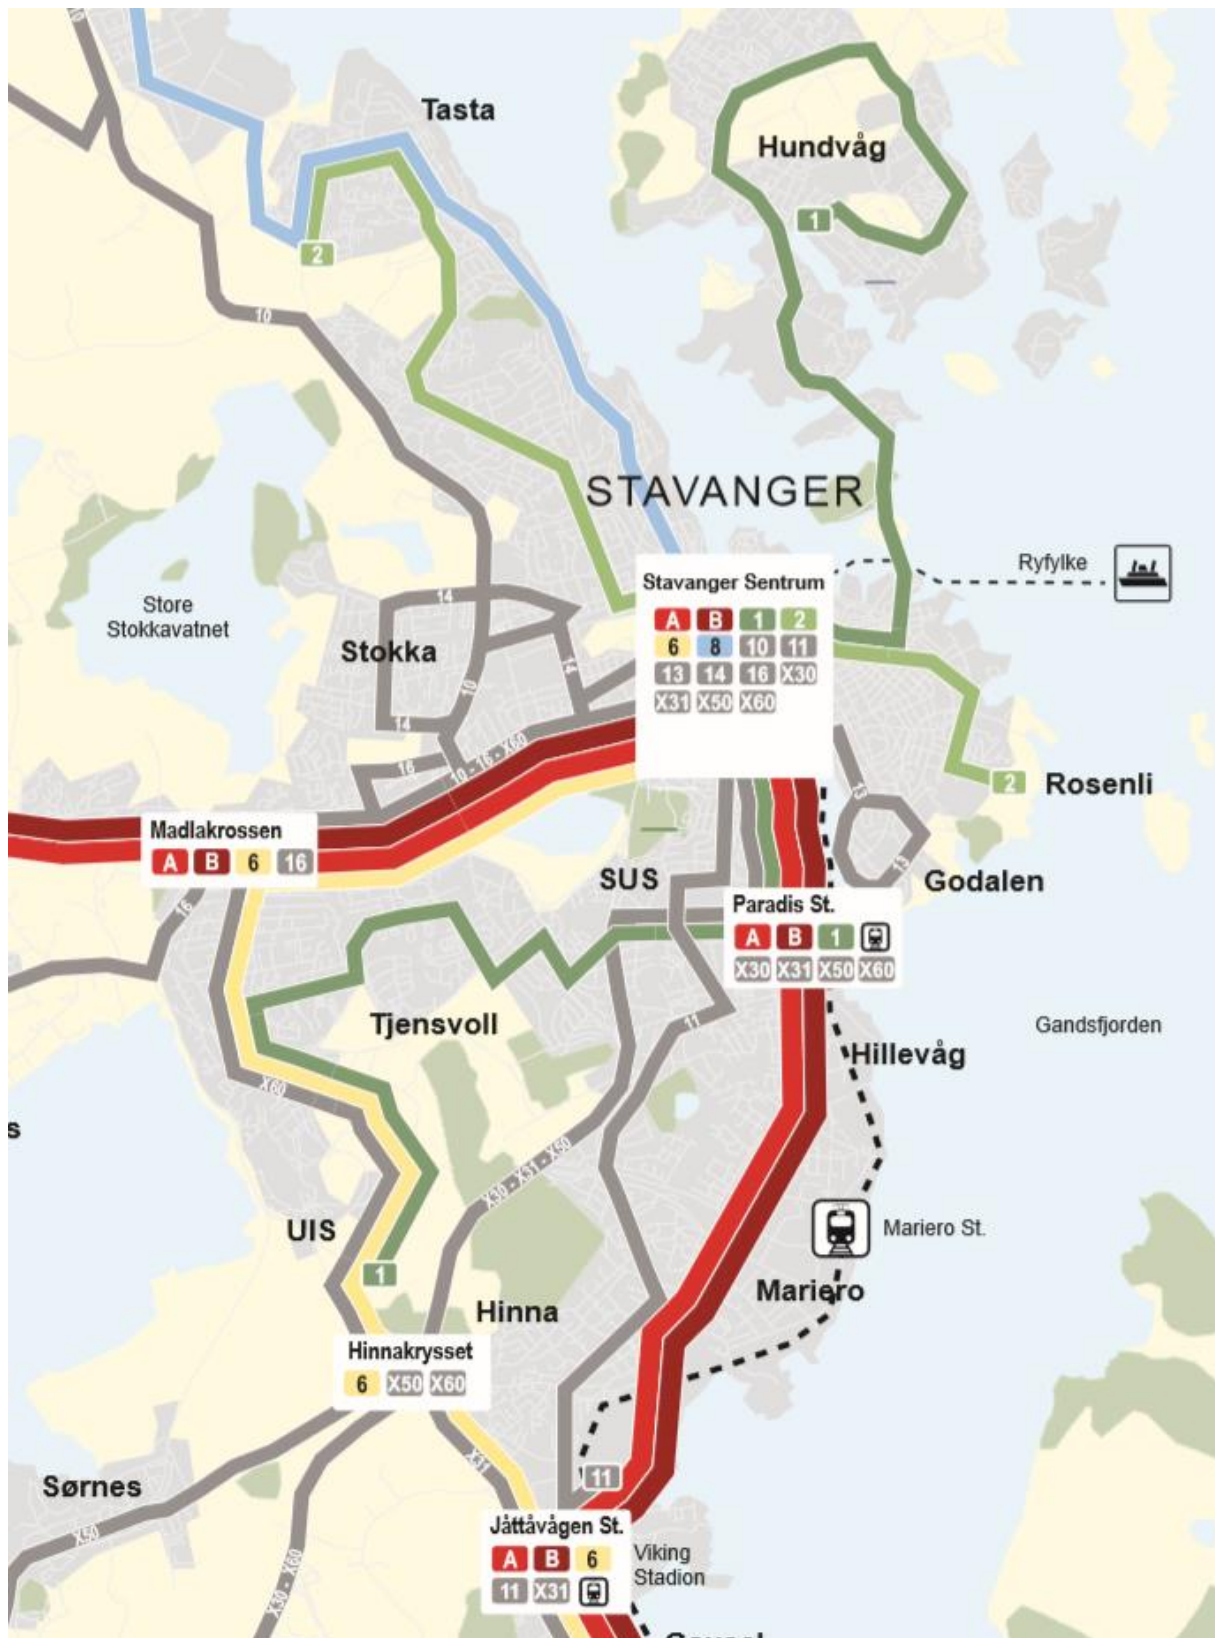 10
Tasta
Hundvåg
1
2
10
STAVANGER
Ryfylke
Stavanger Sentrum
A B 1 2
6 8 10 11
13 14 16 X30
X31 X50 X60
Store
Stokkavatnet
14
Stokka
14
10
14
16
10 - 16 - X60
2
Rosenli
13
13
Godalen
Madlakrossen
A B 6 16
16
SUS
Paradis St.
A B 1
X30 X31 X50 X60
Tjensvoll
11
Gandsfjorden
Hillevåg
X60
s
X30 - X31 - X50
UIS
1
Mariero St.
Mariero
Hinna
Hinnakrysset
6 X50 X60
X31
11
Sørnes
X50
X30 - X60
Jåttåvågen St.
A B 6
11 X31
Viking
Stadion